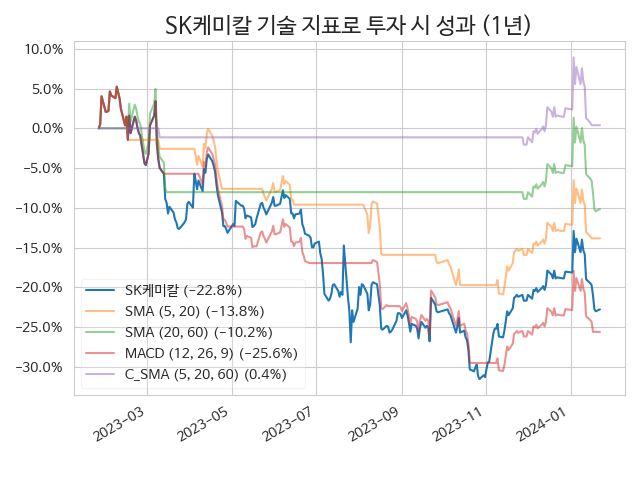 SK케미칼 기술 지표로 투자 시 성과 (1년)
10.0%
5.0%
0.0%
−5.0%
−10.0%
−15.0%
−20.0%
−25.0%
−30.0%
SK케미칼 (−22.8%)
SMA (5, 20) (−13.8%)
SMA (20, 60) (−10.2%)
MACD (12, 26, 9) (−25.6%)
C_SMA (5, 20, 60) (0.4%)
2023-03
2023-05
2023-07
2023-09
2023-11
2024-01